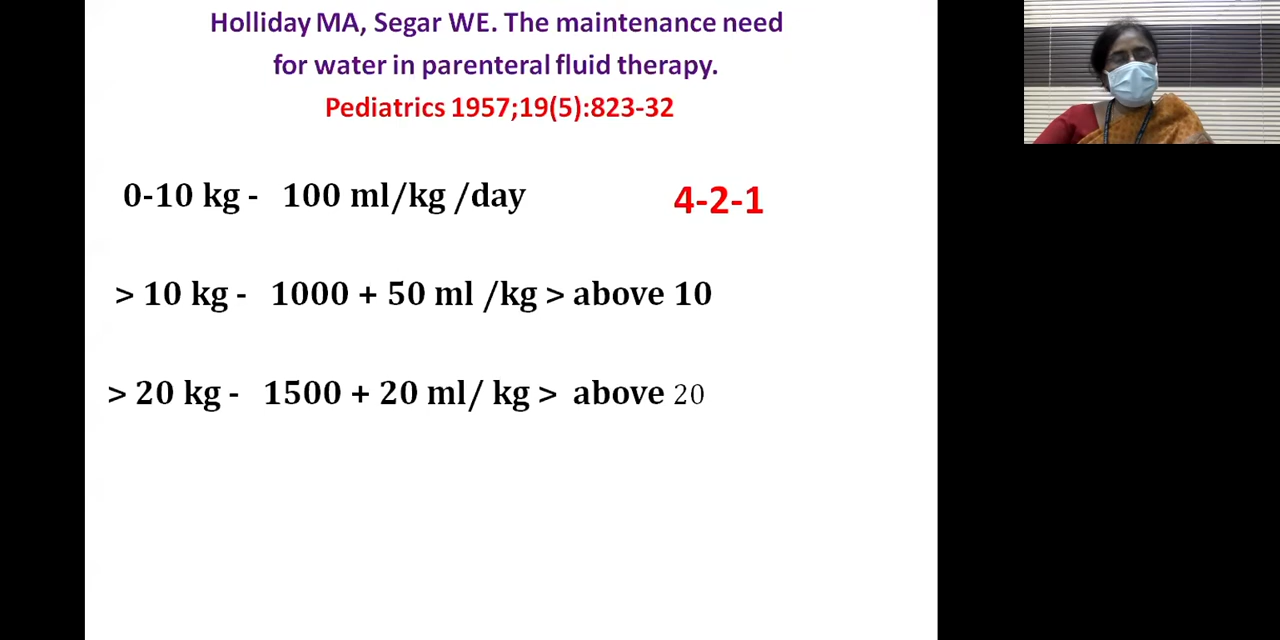 Holliday MA, Segar WE. The maintenance need
for water in parenteral fluid therapy.
Pediatrics 1957;19(5):823-32
0-10 kg - 100 ml/kg /day 4-2-1
> 10 kg - 1000 + 50 ml /kg > above 10
> 20 kg - 1500 + 20 ml/ kg > above 20